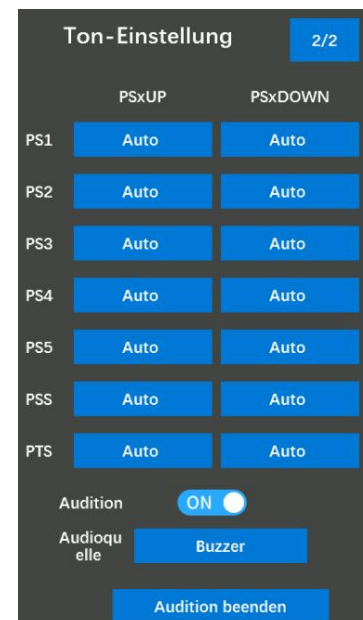 Ton-Einstellung 2/2
PSxUP PSxDOWN
PS1 Auto Auto
PS2 Auto Auto
PS3 Auto Auto
PS4 Auto Auto
PS5 Auto Auto
PSS Auto Auto
PTS Auto Auto
Audition ON
Audioqu
elle Buzzer
Audition beenden